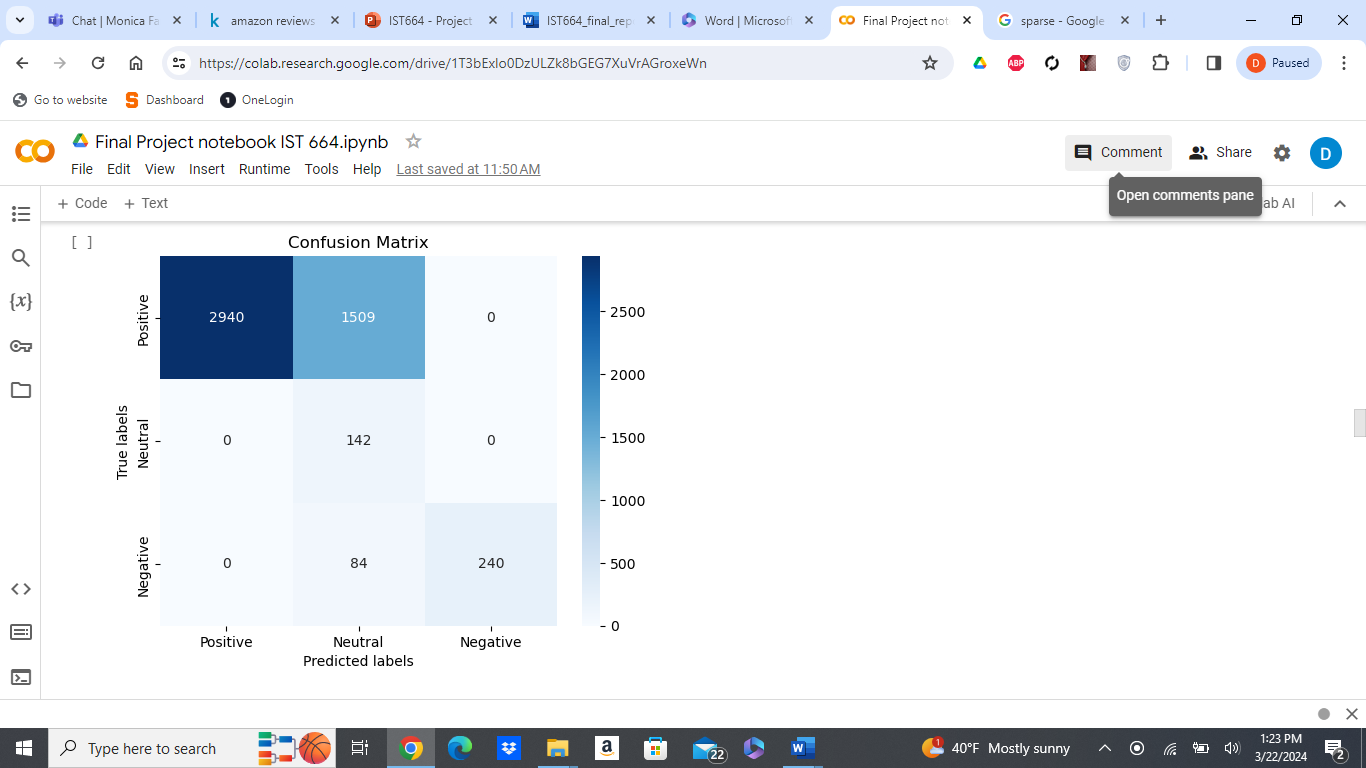 Chat | Monica Fa
amazon reviews
IST664 - Project
IST664_final_rep
Word | Microsof
Final Project not
sparse - Google
https://colab.research.google.com/drive/1T3bExlo0DzULZk8bGEG7XuVrAGroxeWn
ABP
D Paused
Go to website
S Dashboard
1 OneLogin
Final Project notebook IST 664.ipynb
Comment
Share
D
File Edit View Insert Runtime Tools Help Last saved at 11:50 AM
Open comments pane
+ Code + Text
ab AI
[ ]
Confusion Matrix
True labels
Positive
2940 1509 0
Neutral
0 142 0
Negative
0 84 240
Positive Neutral Negative
Predicted labels
2500
2000
1500
1000
500
0
{x}
Type here to search
22
1
40°F Mostly sunny
1:23 PM
3/22/2024
2